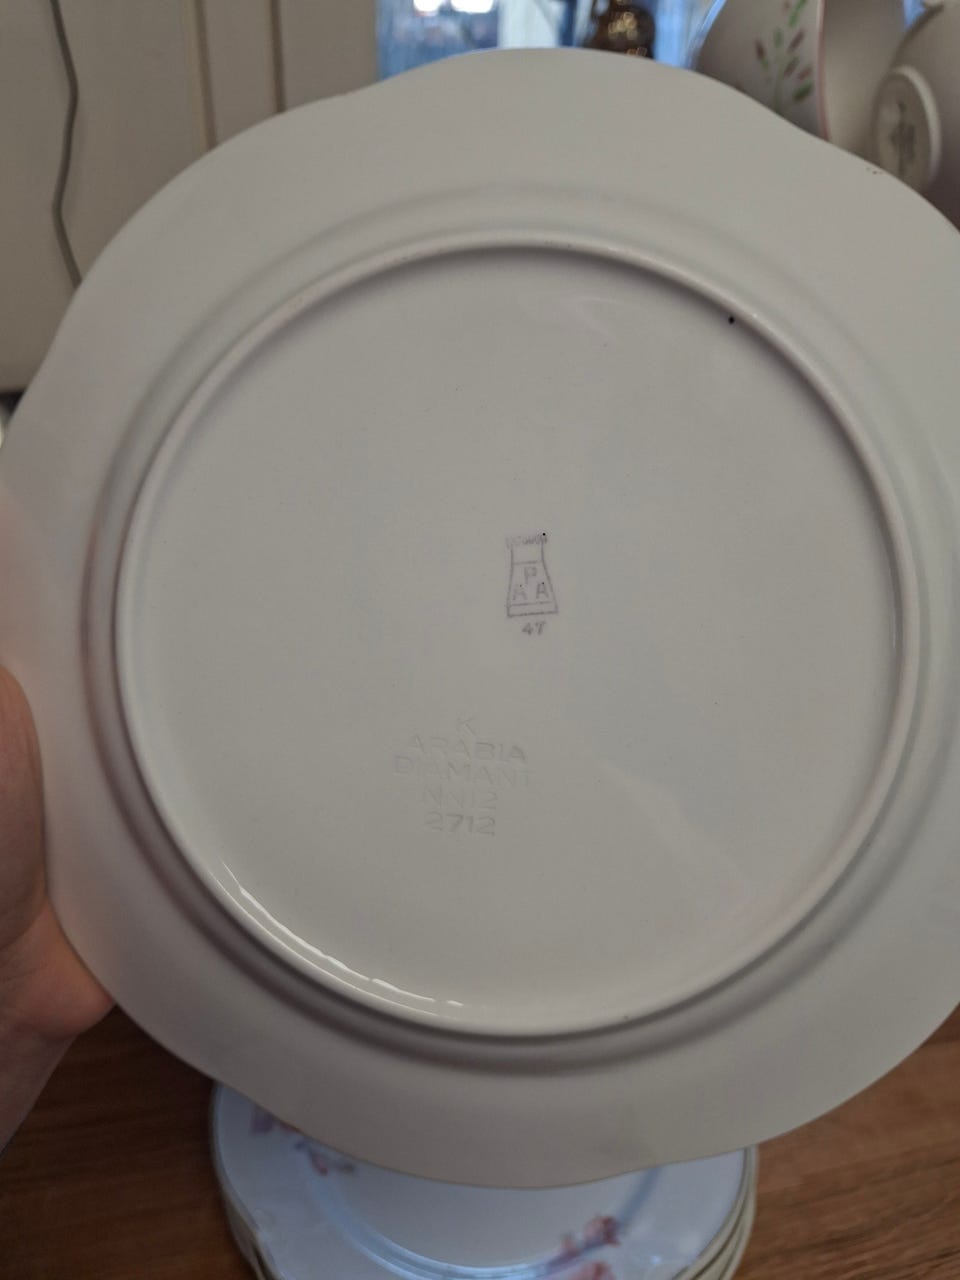 P
A A
47
K
ARABIA
DIAMANT
NN12
2712